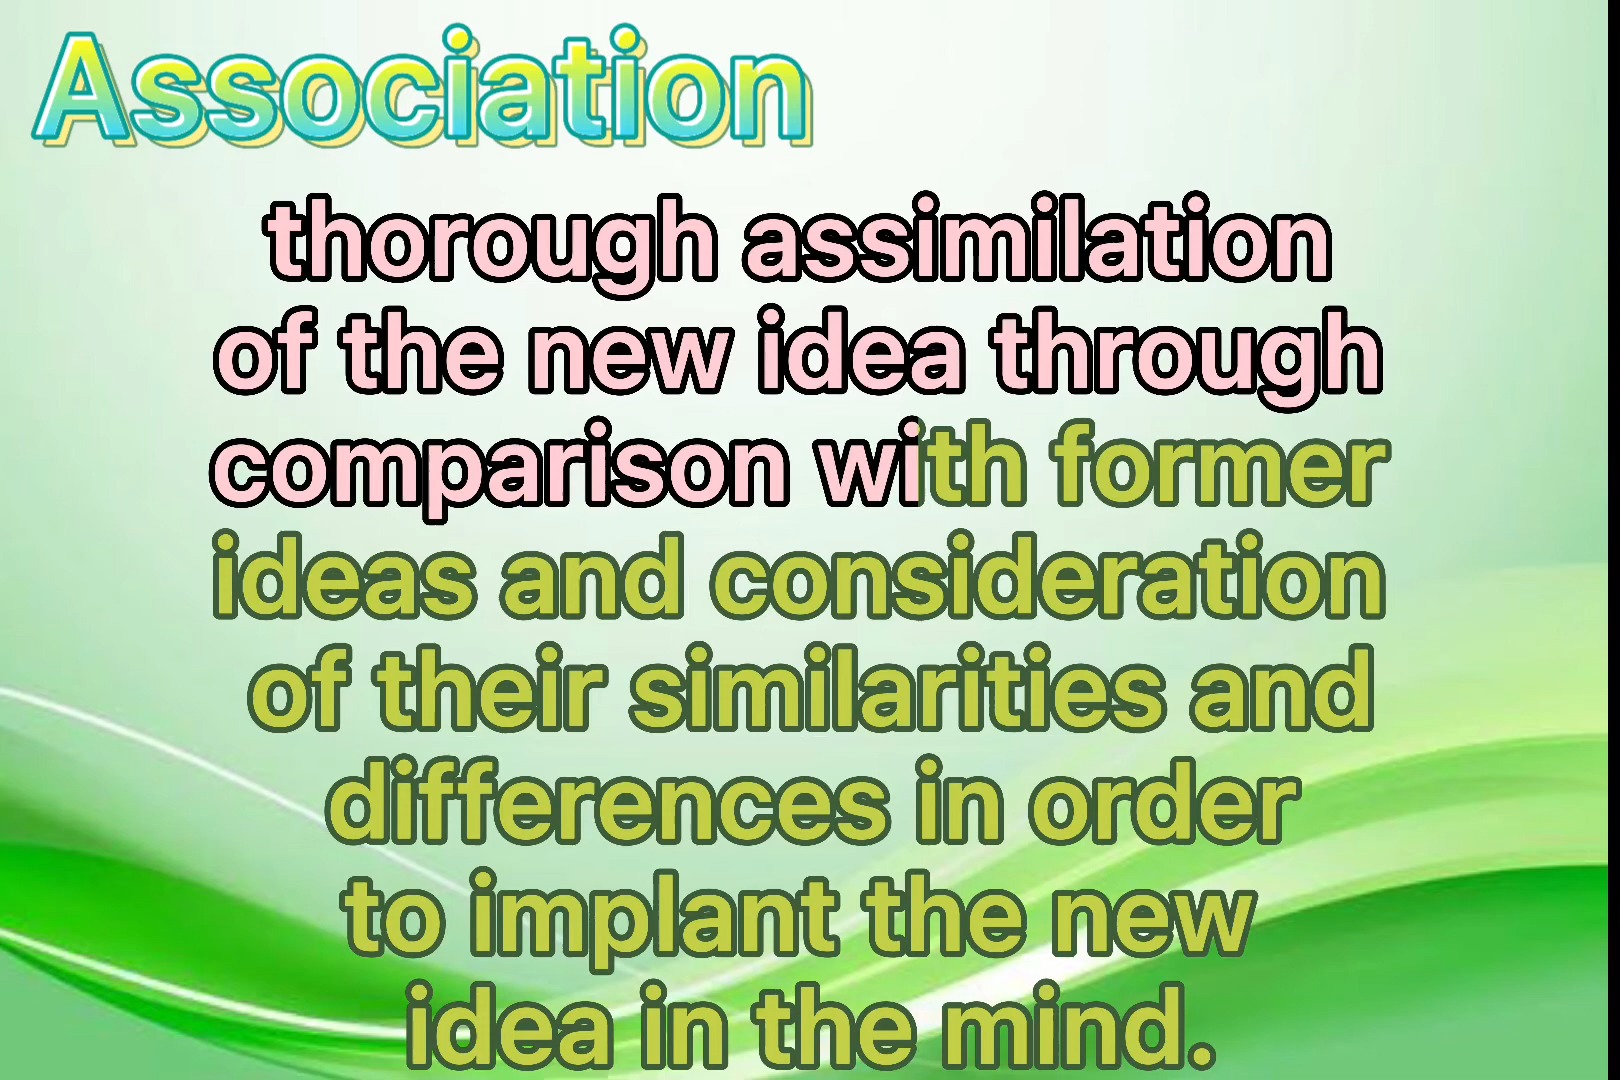 Association
thorough assimilation
of the new idea through
comparison with former
ideas and consideration
of their similarities and
differences in order
to implant the new
idea in the mind.